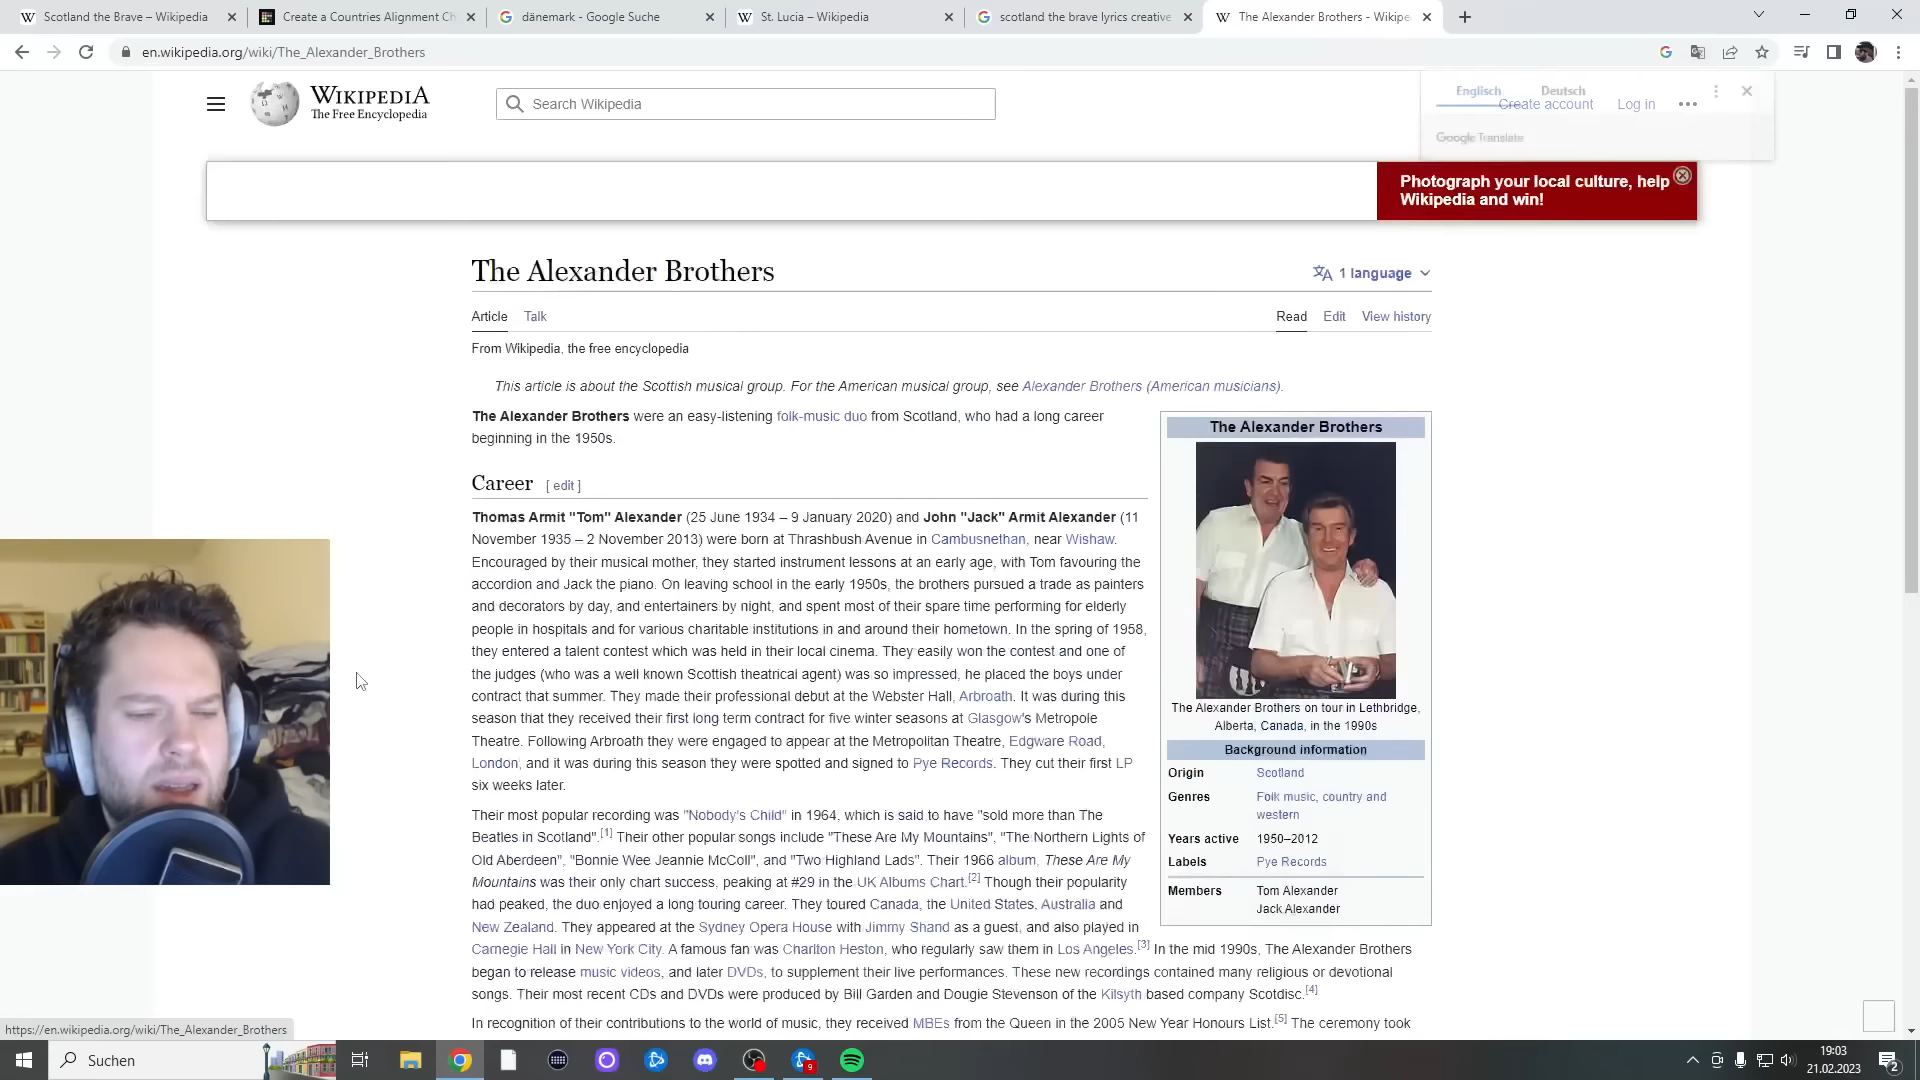 Scotland the Brave – Wikipedia
Create a Countries Alignment Ch
dänemark - Google Suche
St. Lucia – Wikipedia
scotland the brave lyrics creative
The Alexander Brothers - Wikipe
en.wikipedia.org/wiki/The_Alexander_Brothers
WIKIPEDIA
The Free Encyclopedia
Search Wikipedia
Englisch Deutsch
Create account Log in
Google Translate
Photograph your local culture, help
Wikipedia and win!
The Alexander Brothers
1 language
Article Talk
Read Edit View history
From Wikipedia, the free encyclopedia
This article is about the Scottish musical group. For the American musical group, see Alexander Brothers (American musicians).
The Alexander Brothers were an easy-listening folk-music duo from Scotland, who had a long career
beginning in the 1950s.
Career [ edit ]
Thomas Armit "Tom" Alexander (25 June 1934 – 9 January 2020) and John "Jack" Armit Alexander (11
November 1935 – 2 November 2013) were born at Thrashbush Avenue in Cambusnethan, near Wishaw.
Encouraged by their musical mother, they started instrument lessons at an early age, with Tom favouring the
accordion and Jack the piano. On leaving school in the early 1950s, the brothers pursued a trade as painters
and decorators by day, and entertainers by night, and spent most of their spare time performing for elderly
people in hospitals and for various charitable institutions in and around their hometown. In the spring of 1958,
they entered a talent contest which was held in their local cinema. They easily won the contest and one of
the judges (who was a well known Scottish theatrical agent) was so impressed, he placed the boys under
contract that summer. They made their professional debut at the Webster Hall, Arbroath. It was during this
season that they received their first long term contract for five winter seasons at Glasgow's Metropole
Theatre. Following Arbroath they were engaged to appear at the Metropolitan Theatre, Edgware Road,
London, and it was during this season they were spotted and signed to Pye Records. They cut their first LP
six weeks later.
Their most popular recording was "Nobody's Child" in 1964, which is said to have "sold more than The
Beatles in Scotland".[1] Their other popular songs include "These Are My Mountains", "The Northern Lights of
Old Aberdeen", "Bonnie Wee Jeannie McColl", and "Two Highland Lads". Their 1966 album, These Are My
Mountains was their only chart success, peaking at #29 in the UK Albums Chart.[2] Though their popularity
had peaked, the duo enjoyed a long touring career. They toured Canada, the United States, Australia and
New Zealand. They appeared at the Sydney Opera House with Jimmy Shand as a guest, and also played in
Carnegie Hall in New York City. A famous fan was Charlton Heston, who regularly saw them in Los Angeles.[3] In the mid 1990s, The Alexander Brothers
began to release music videos, and later DVDs, to supplement their live performances. These new recordings contained many religious or devotional
songs. Their most recent CDs and DVDs were produced by Bill Garden and Dougie Stevenson of the Kilsyth based company Scotdisc.[4]
In recognition of their contributions to the world of music, they received MBEs from the Queen in the 2005 New Year Honours List.[5] The ceremony took
The Alexander Brothers
The Alexander Brothers on tour in Lethbridge,
Alberta, Canada, in the 1990s
Background information
Origin Scotland
Genres Folk music, country and
western
Years active 1950–2012
Labels Pye Records
Members Tom Alexander
Jack Alexander
https://en.wikipedia.org/wiki/The_Alexander_Brothers
Suchen
9
19:03
21.02.2023
2